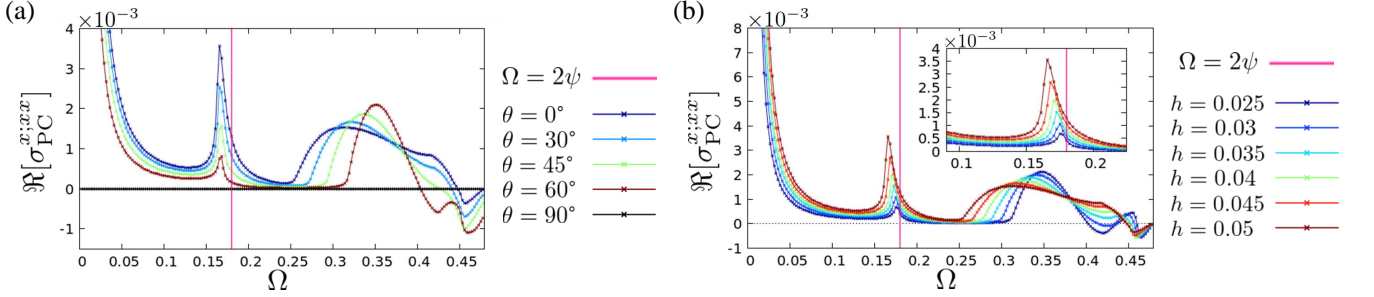 (a)
×10⁻³
4
3
2
1
0
-1
0 0.05 0.1 0.15 0.2 0.25 0.3 0.35 0.4 0.45
Ω
ℜ[σ_PC^{x;xx}]
Ω = 2ψ
θ = 0°
θ = 30°
θ = 45°
θ = 60°
θ = 90°
(b)
×10⁻³
8
7
6
5
4
3
2
1
0
-1
0 0.05 0.1 0.15 0.2 0.25 0.3 0.35 0.4 0.45
Ω
ℜ[σ_PC^{x;xx}]
×10⁻³
4
3.5
3
2.5
2
1.5
1
0.5
0
0.1 0.15 0.2
Ω = 2ψ
h = 0.025
h = 0.03
h = 0.035
h = 0.04
h = 0.045
h = 0.05